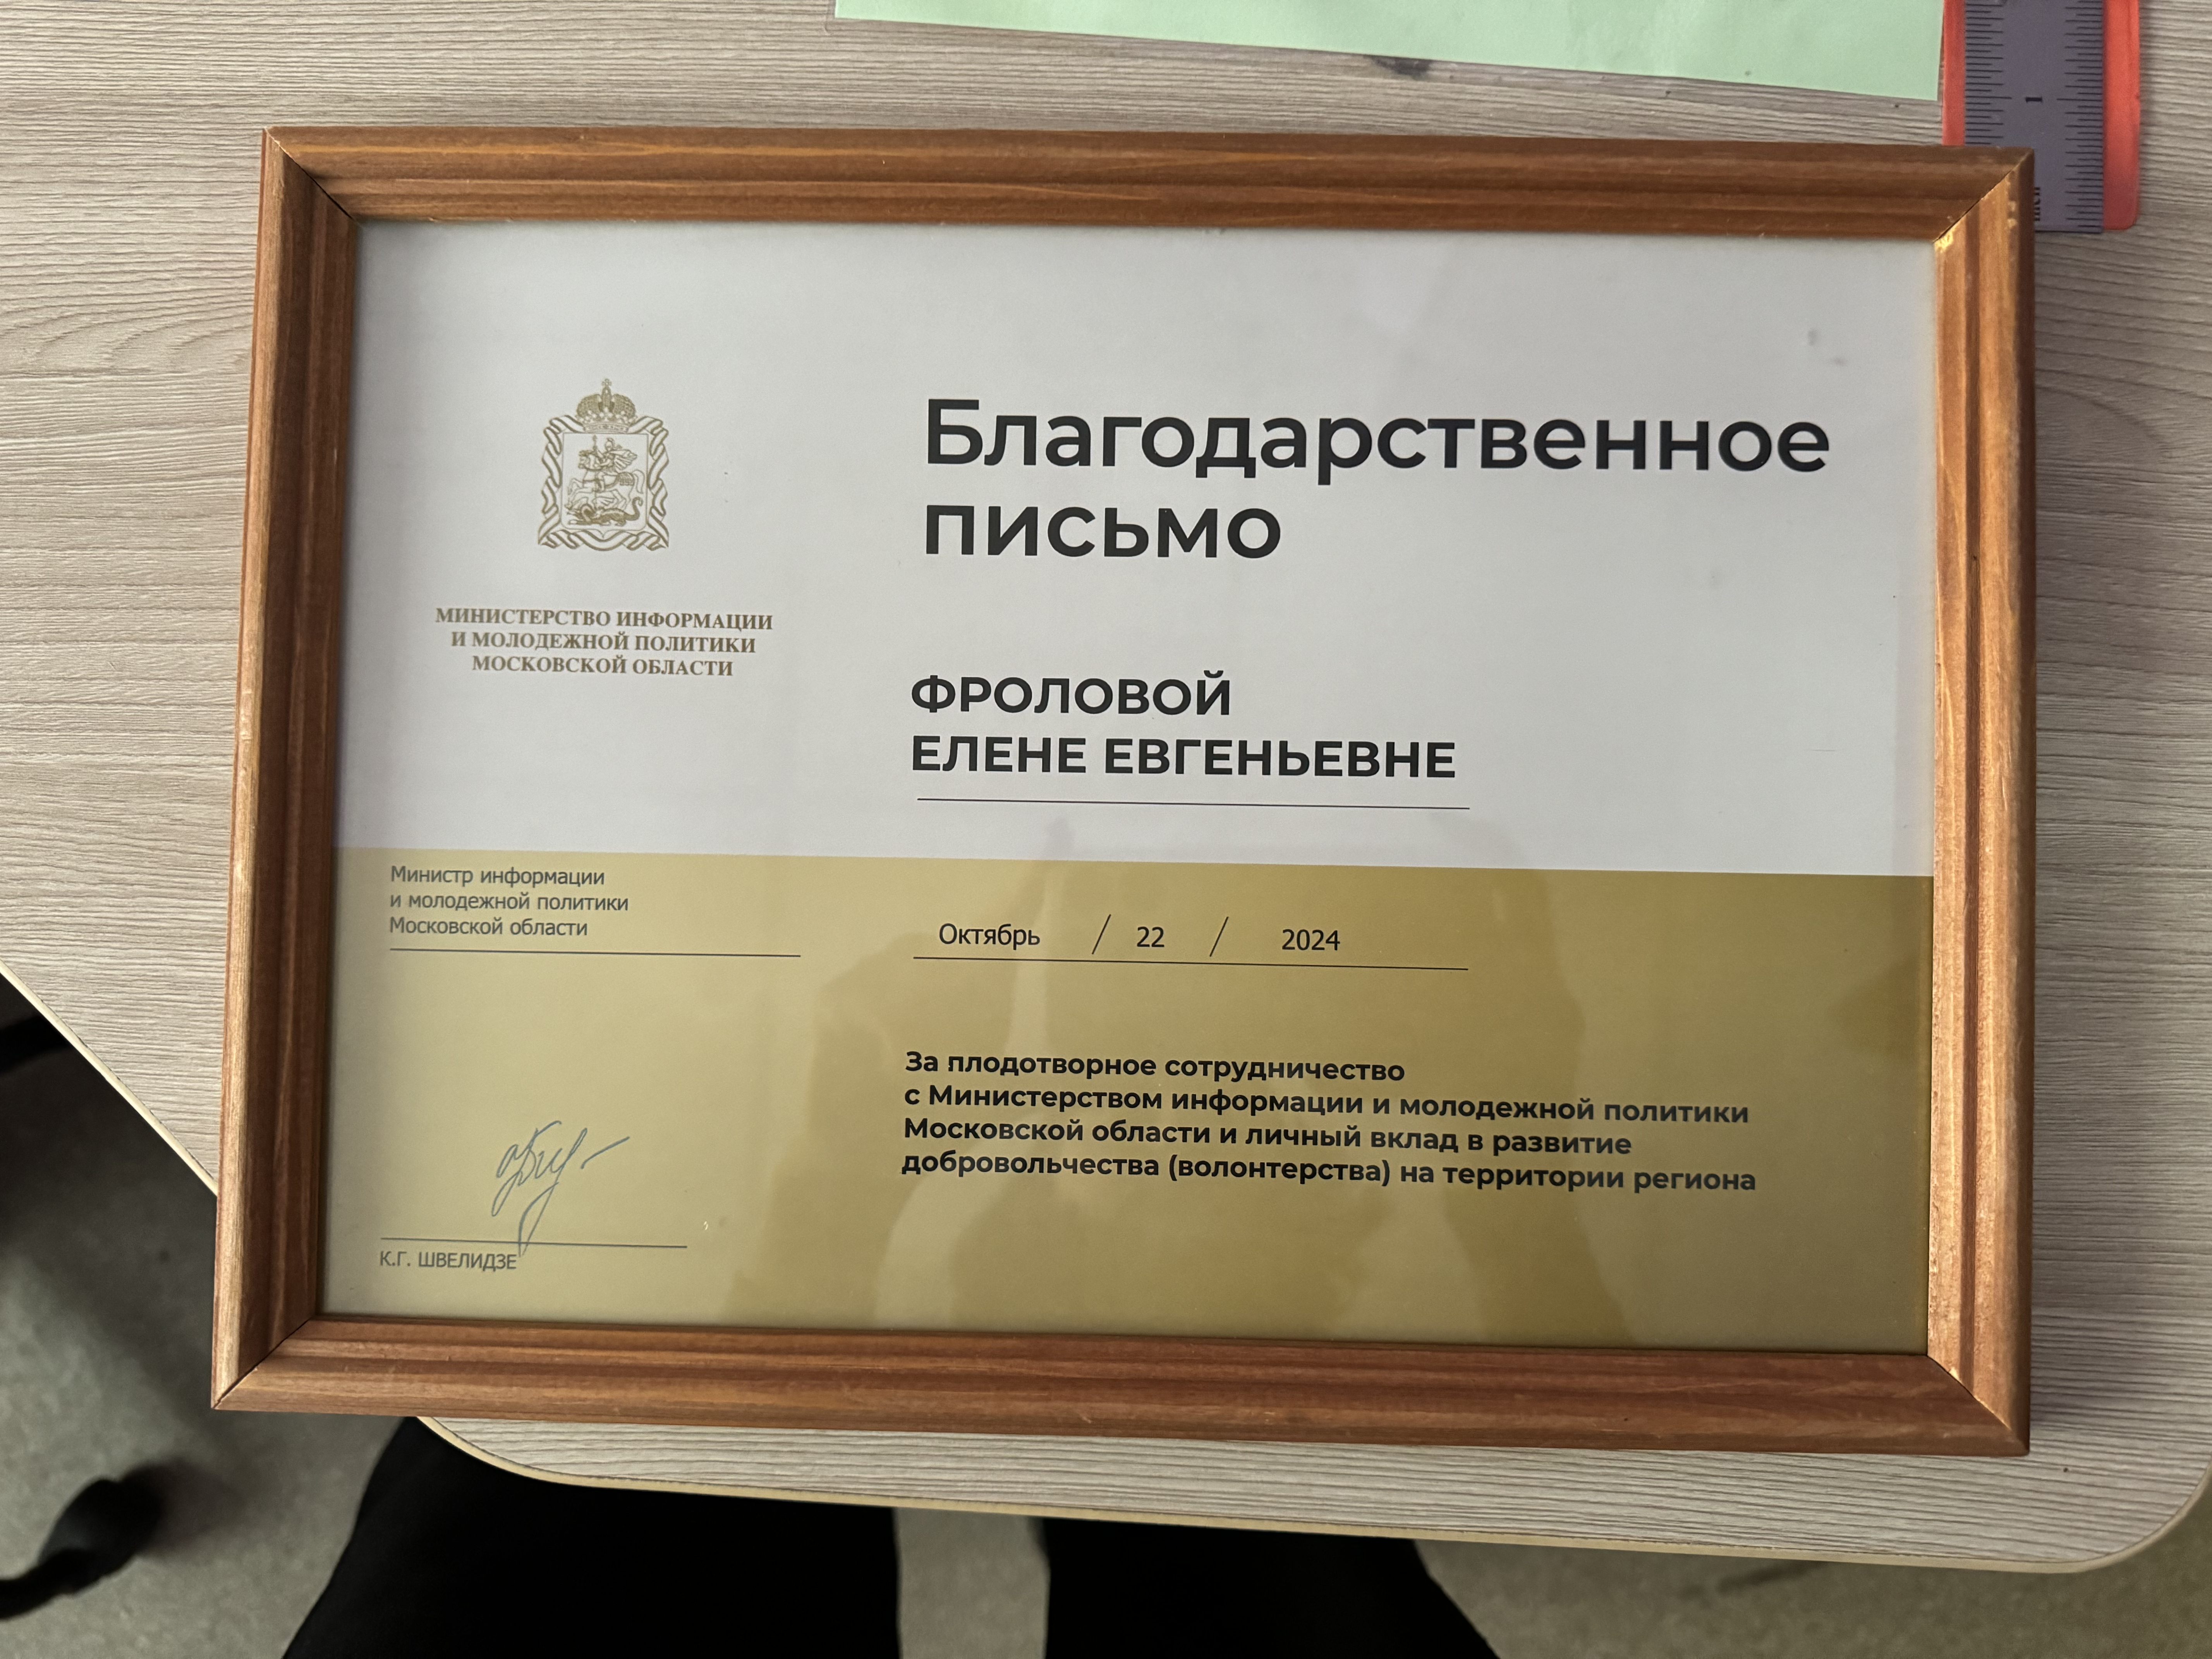 МИНИСТЕРСТВО ИНФОРМАЦИИ
И МОЛОДЕЖНОЙ ПОЛИТИКИ
МОСКОВСКОЙ ОБЛАСТИ
Благодарственное
письмо
ФРОЛОВОЙ
ЕЛЕНЕ ЕВГЕНЬЕВНЕ
Министр информации
и молодежной политики
Московской области
Октябрь / 22 / 2024
За плодотворное сотрудничество
с Министерством информации и молодежной политики
Московской области и личный вклад в развитие
добровольчества (волонтерства) на территории региона
К.Г. ШВЕЛИДЗЕ
1